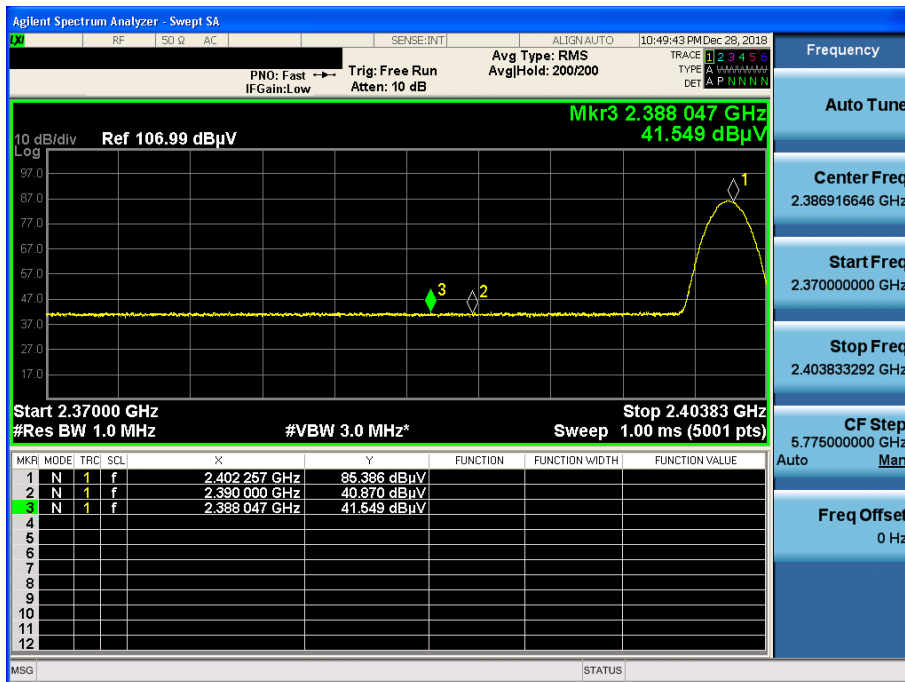 Agilent Spectrum Analyzer - Swept SA
LXI RF 50 Ω AC SENSE:INT ALIGN AUTO 10:49:43 PM Dec 28, 2018
PNO: Fast Trig: Free Run Avg Type: RMS TRACE 1 2 3 4 5 6
IFGain:Low Atten: 10 dB Avg|Hold: 200/200 TYPE A WWWWW
DET A P N N N N
Frequency
Auto Tune
Center Freq
2.386916646 GHz
Start Freq
2.370000000 GHz
Stop Freq
2.403833292 GHz
CF Step
5.775000000 GHz
Auto Man
Freq Offset
0 Hz
Mkr3 2.388 047 GHz
41.549 dBµV
10 dB/div Ref 106.99 dBµV
Log
97.0
87.0
77.0
67.0
57.0
47.0
37.0
27.0
17.0
1
3
2
Start 2.37000 GHz Stop 2.40383 GHz
#Res BW 1.0 MHz #VBW 3.0 MHz* Sweep 1.00 ms (5001 pts)
MKR MODE TRC SCL X Y FUNCTION FUNCTION WIDTH FUNCTION VALUE
1 N 1 f 2.402 257 GHz 85.386 dBµV
2 N 1 f 2.390 000 GHz 40.870 dBµV
3 N 1 f 2.388 047 GHz 41.549 dBµV
4
5
6
7
8
9
10
11
12
MSG STATUS